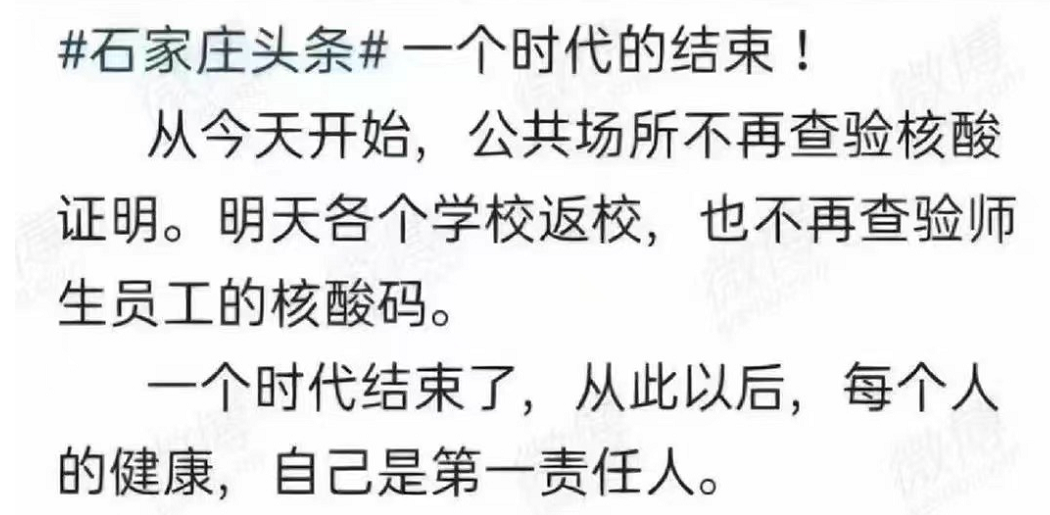 #石家庄头条# 一个时代的结束！
从今天开始，公共场所不再查验核酸
证明。明天各个学校返校，也不再查验师
生员工的核酸码。
一个时代结束了，从此以后，每个人
的健康，自己是第一责任人。